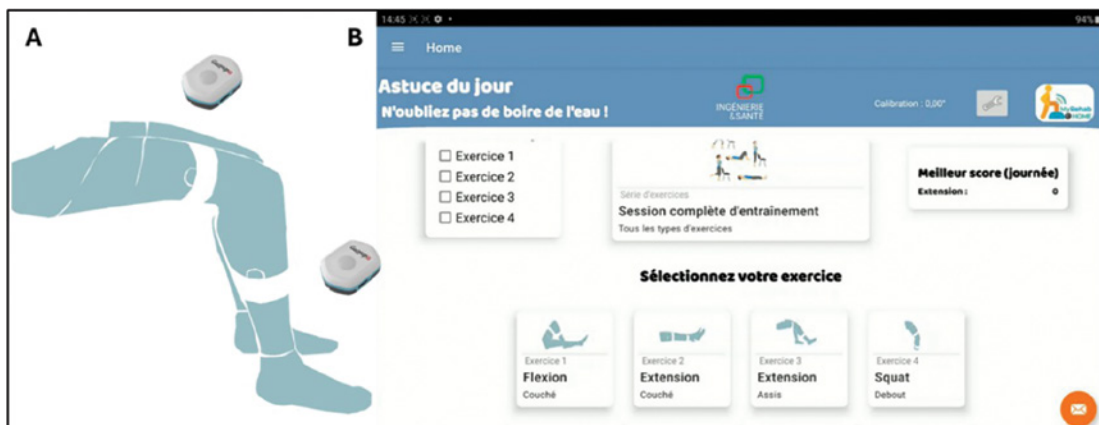 A
B
14:45
94%
Home
Astuce du jour
N'oubliez pas de boire de l'eau !
INGÉNIERIE
&SANTÉ
Calibration : 0,00°
MyRehab
@HOME
Exercice 1
Exercice 2
Exercice 3
Exercice 4
Série d'exercices
Session complète d'entraînement
Tous les types d'exercices
Meilleur score (journée)
Extension : 0
Sélectionnez votre exercice
Exercice 1
Flexion
Couché
Exercice 2
Extension
Couché
Exercice 3
Extension
Assis
Exercice 4
Squat
Debout